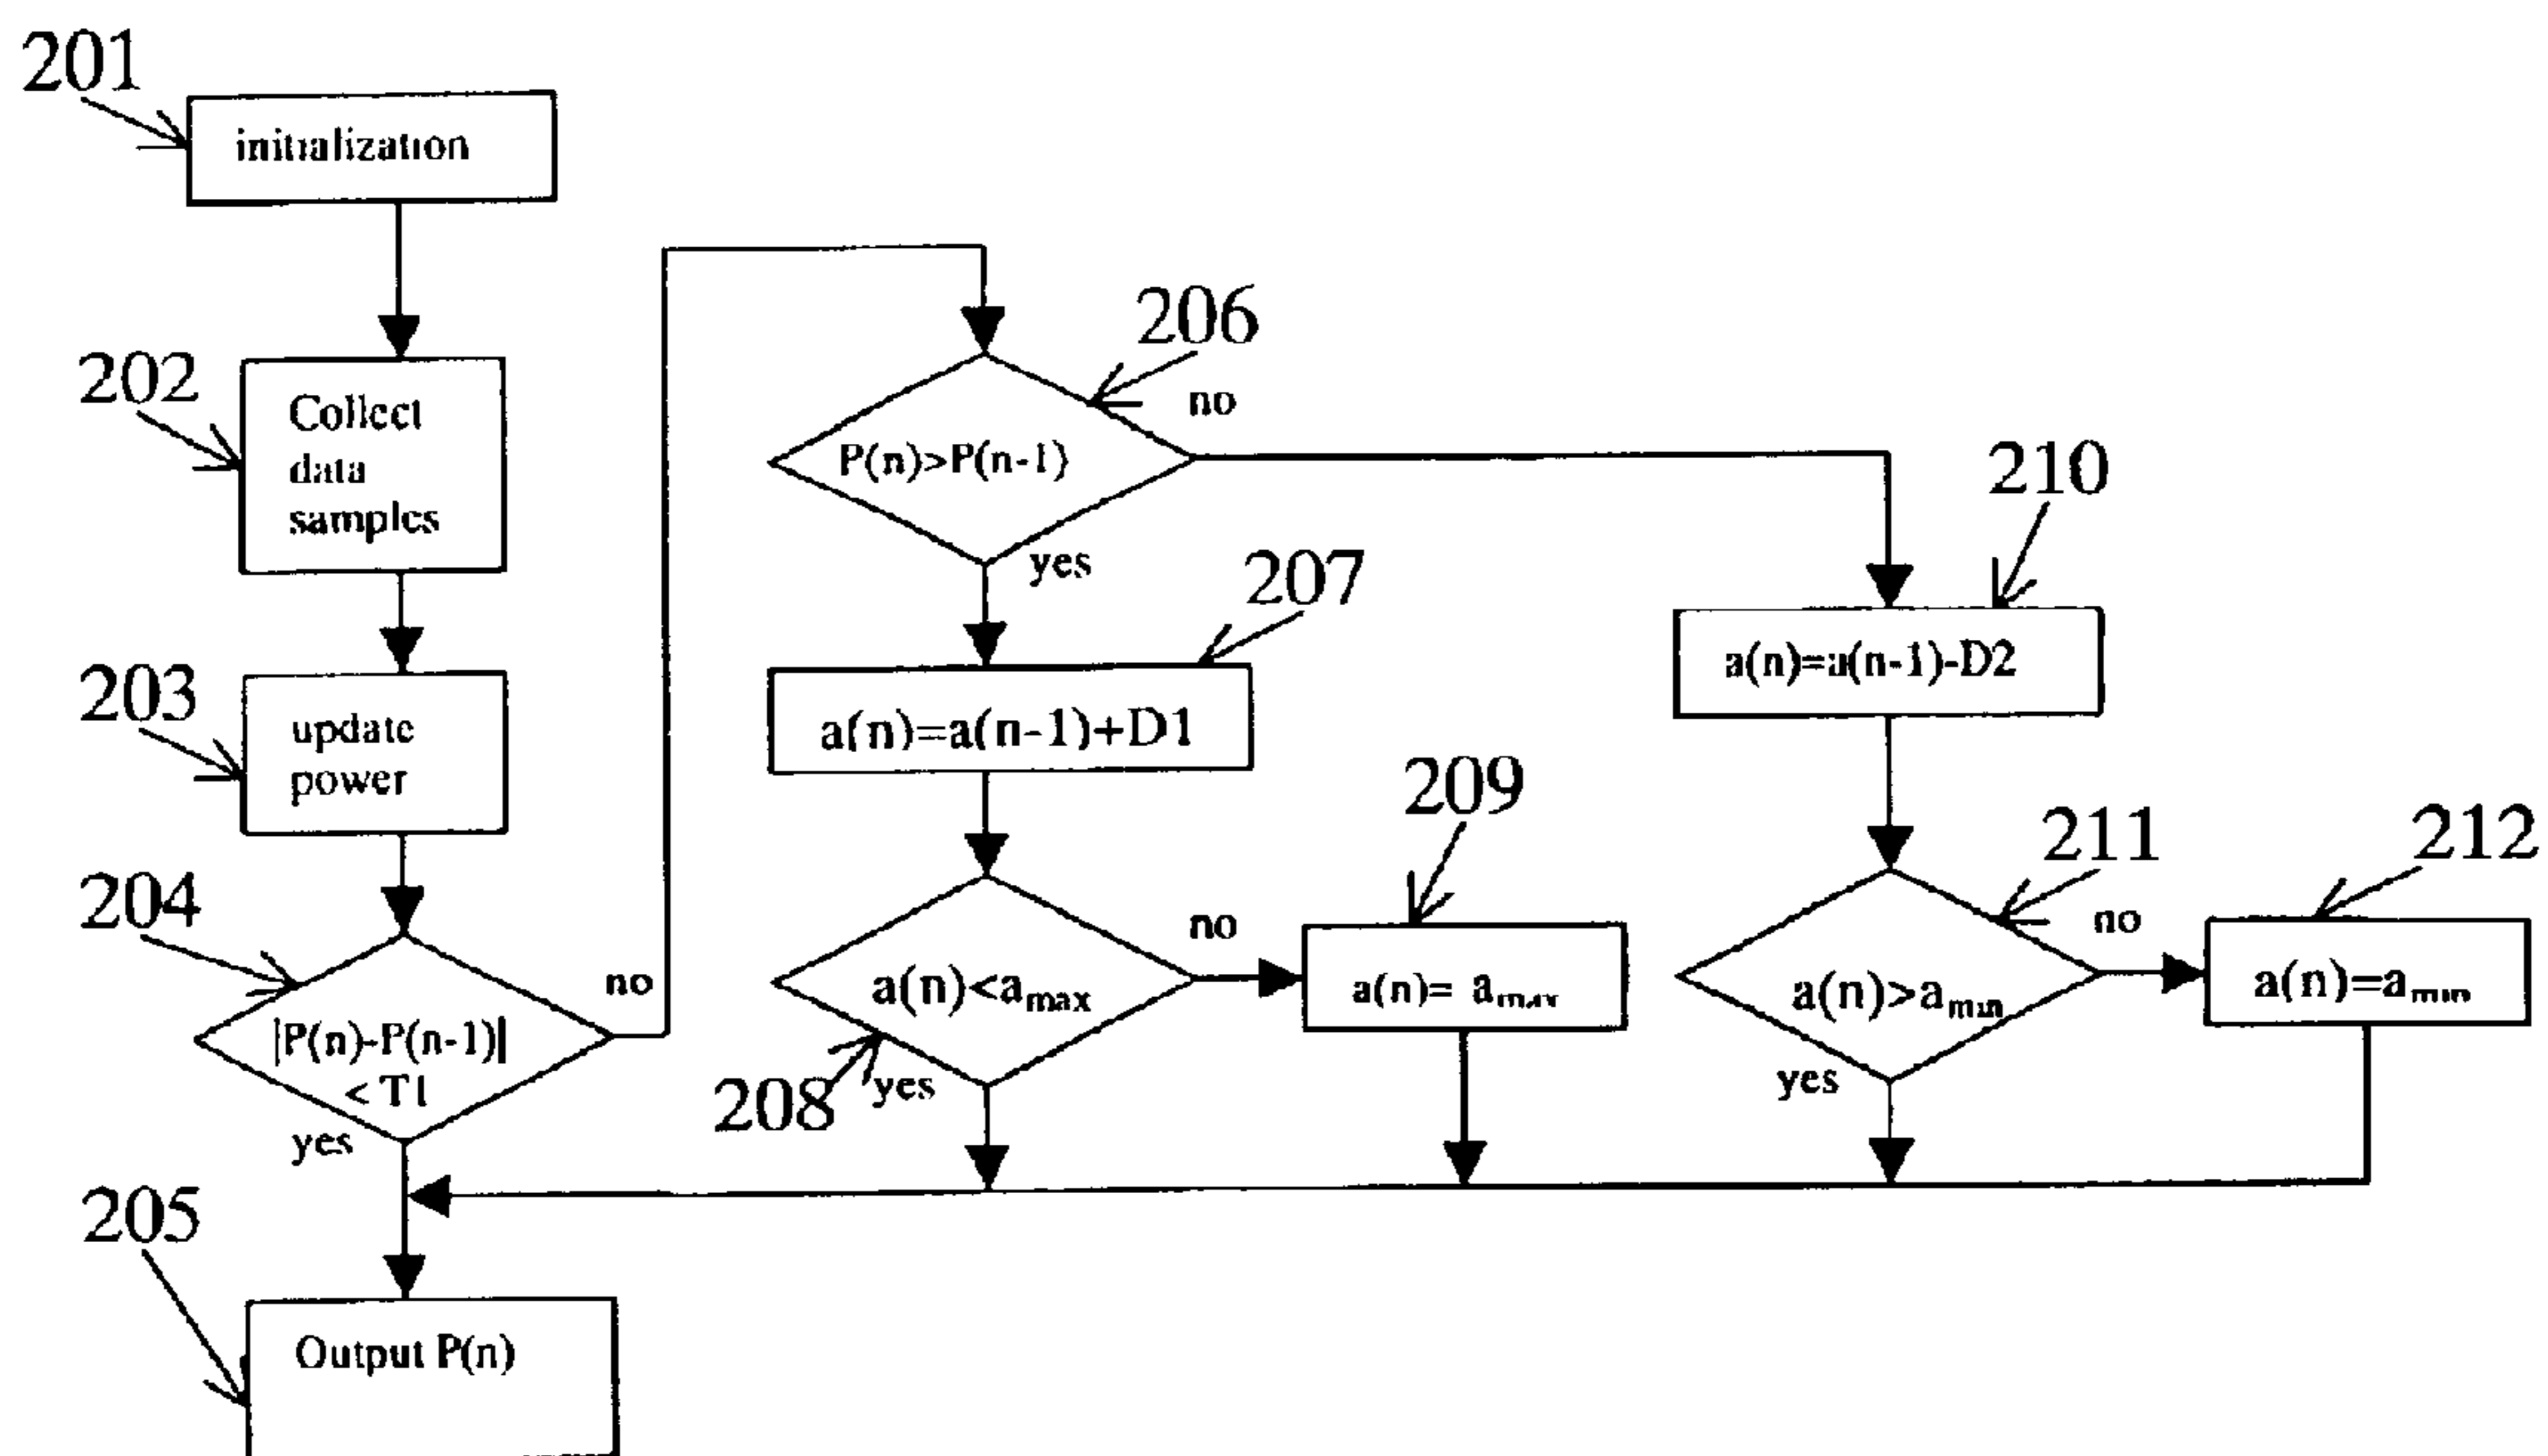 201
initialization
202
Collect
data
samples
203
update
power
204
|P(n)-P(n-1)|
< T1
no
yes
205
Output P(n)
206
P(n)>P(n-1)
no
yes
207
a(n)=a(n-1)+D1
208
a(n)<amax
no
yes
209
a(n)= amax
210
a(n)=a(n-1)-D2
211
a(n)>amin
no
yes
212
a(n)=amin